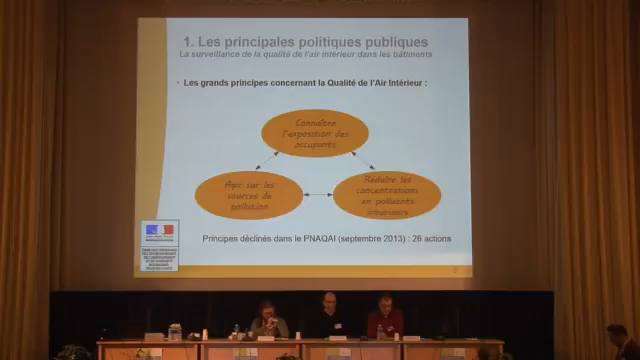 1. Les principales politiques publiques
La surveillance de la qualité de l'air intérieur dans les bâtiments
• Les grands principes concernant la Qualité de l'Air Intérieur :
Connaître
l'exposition des
occupants
Agir sur les
sources de
pollution
Réduire les
concentrations
en polluants
intérieurs
Principes déclinés dans le PNAQAI (septembre 2013) : 26 actions